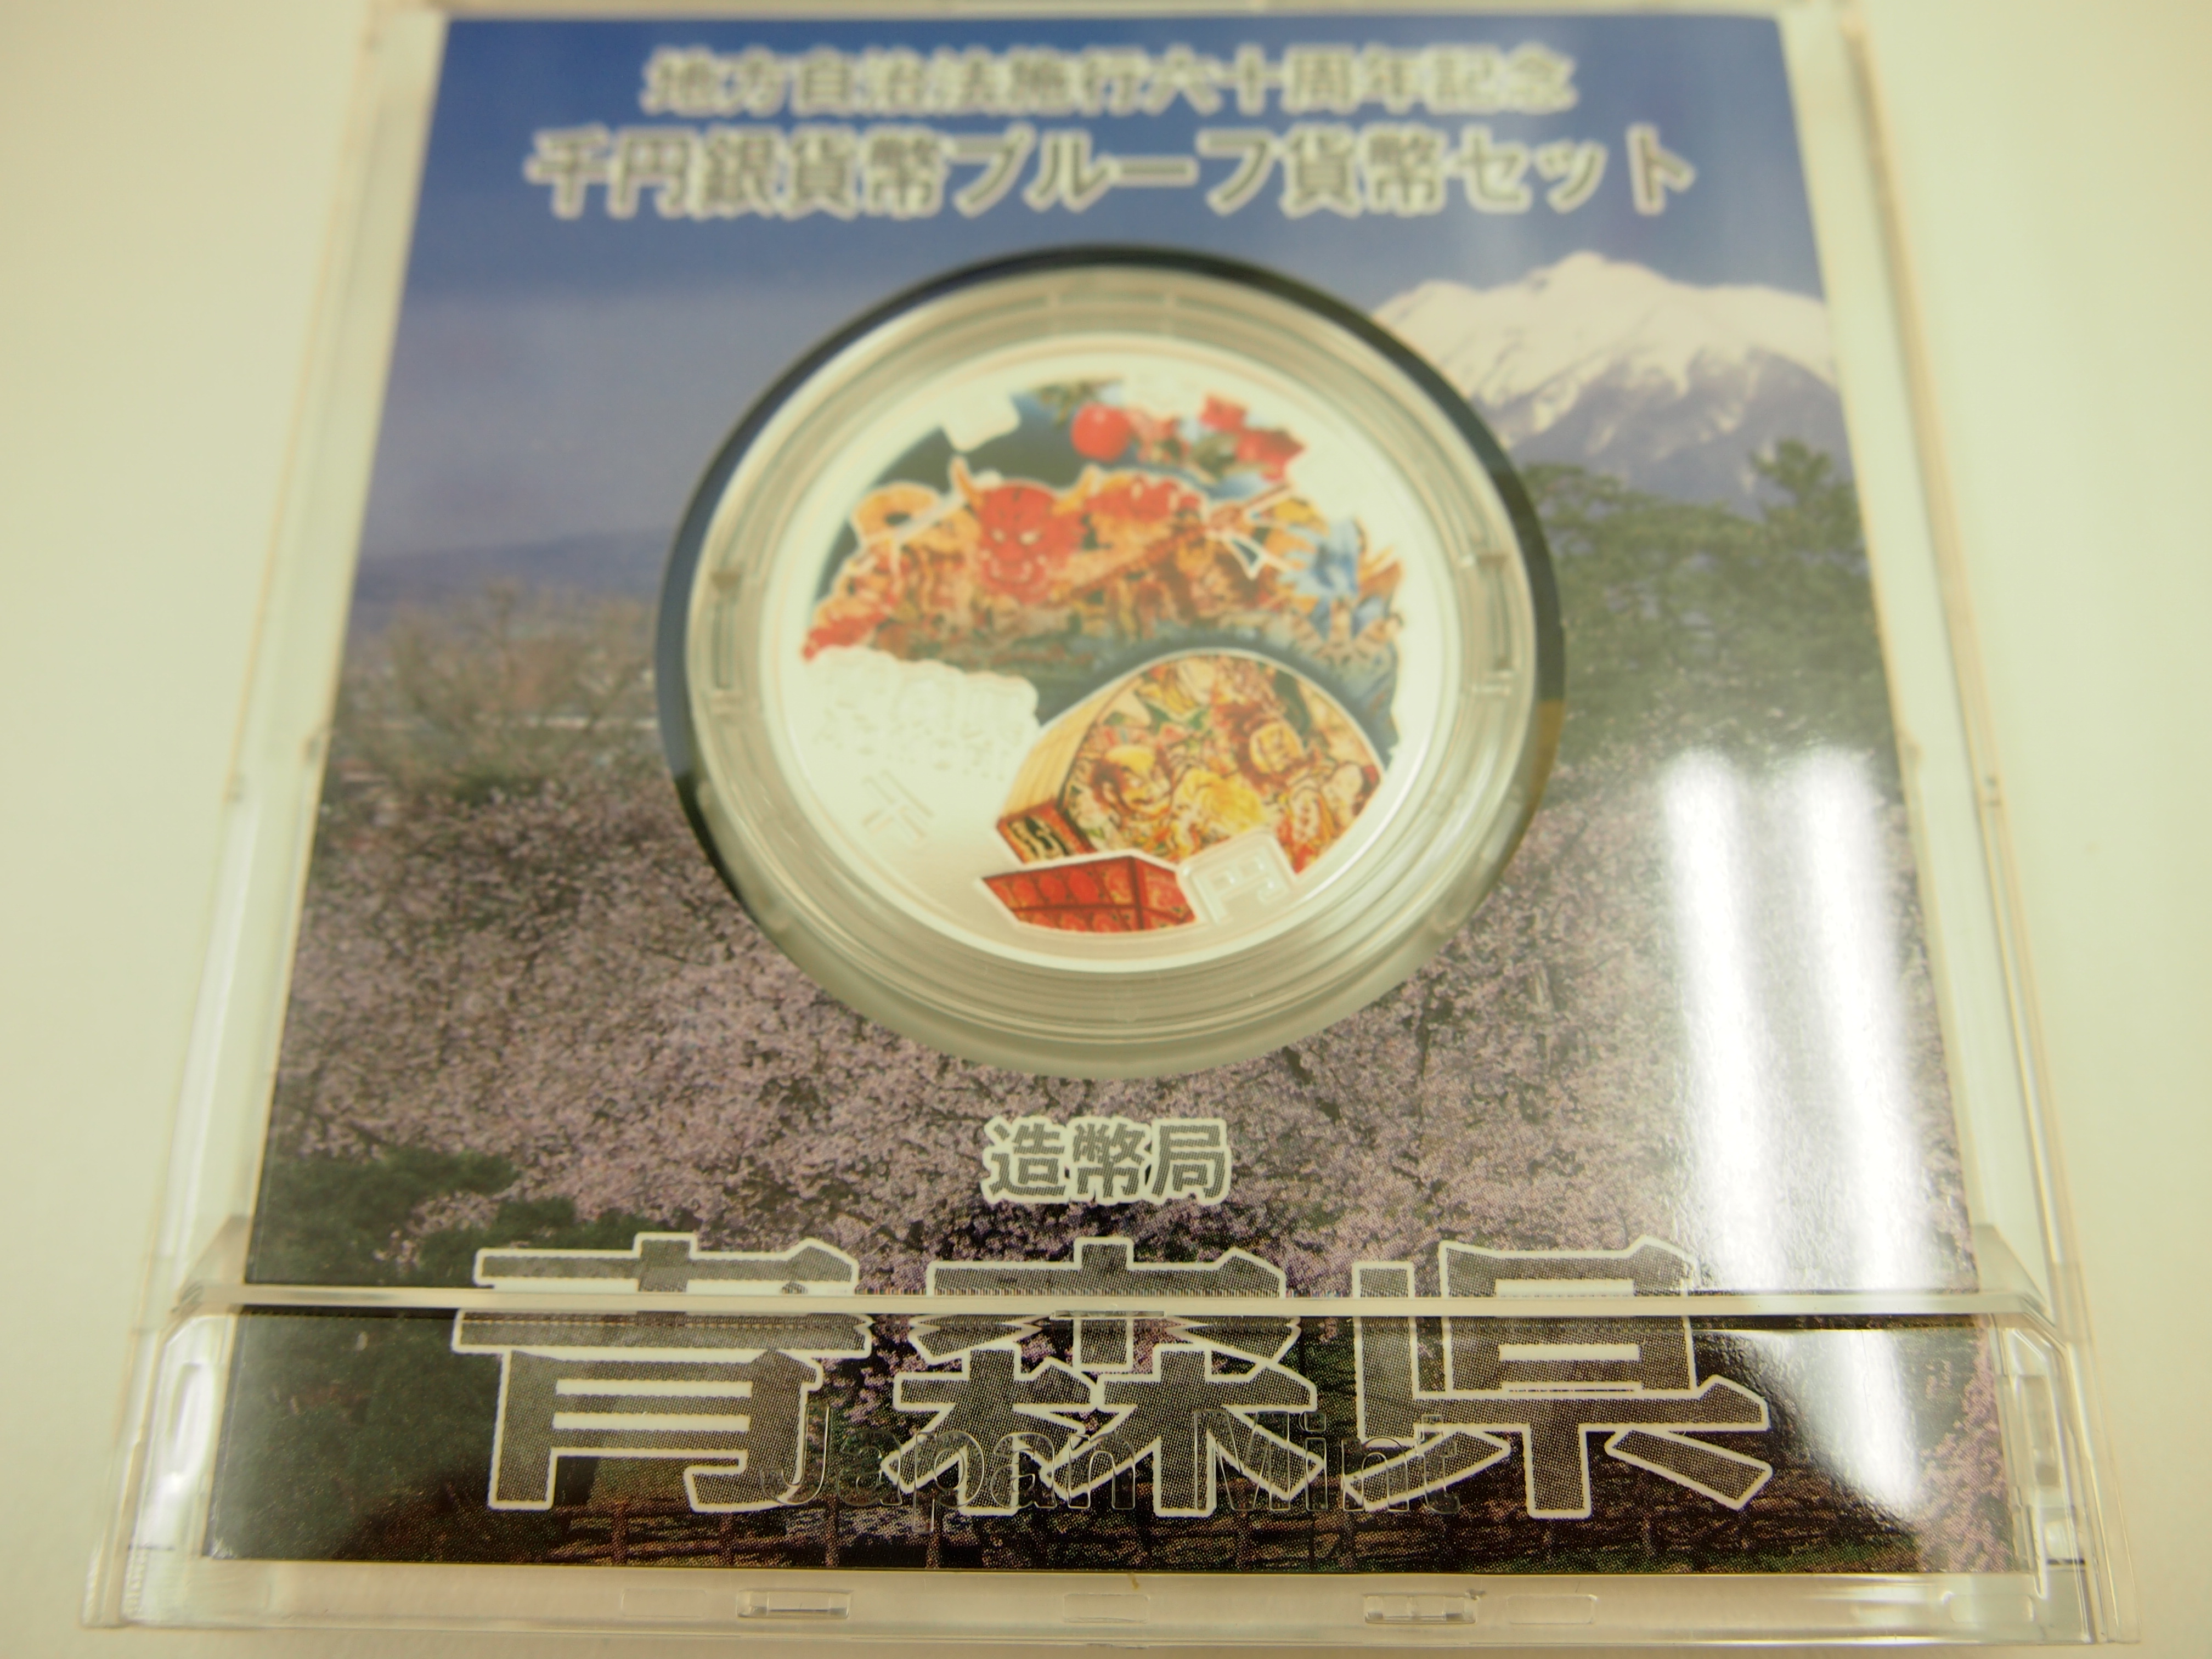 地方自治法施行六十周年記念
千円銀貨幣プルーフ貨幣セット
千
円
造幣局
青森県
Japan Mint